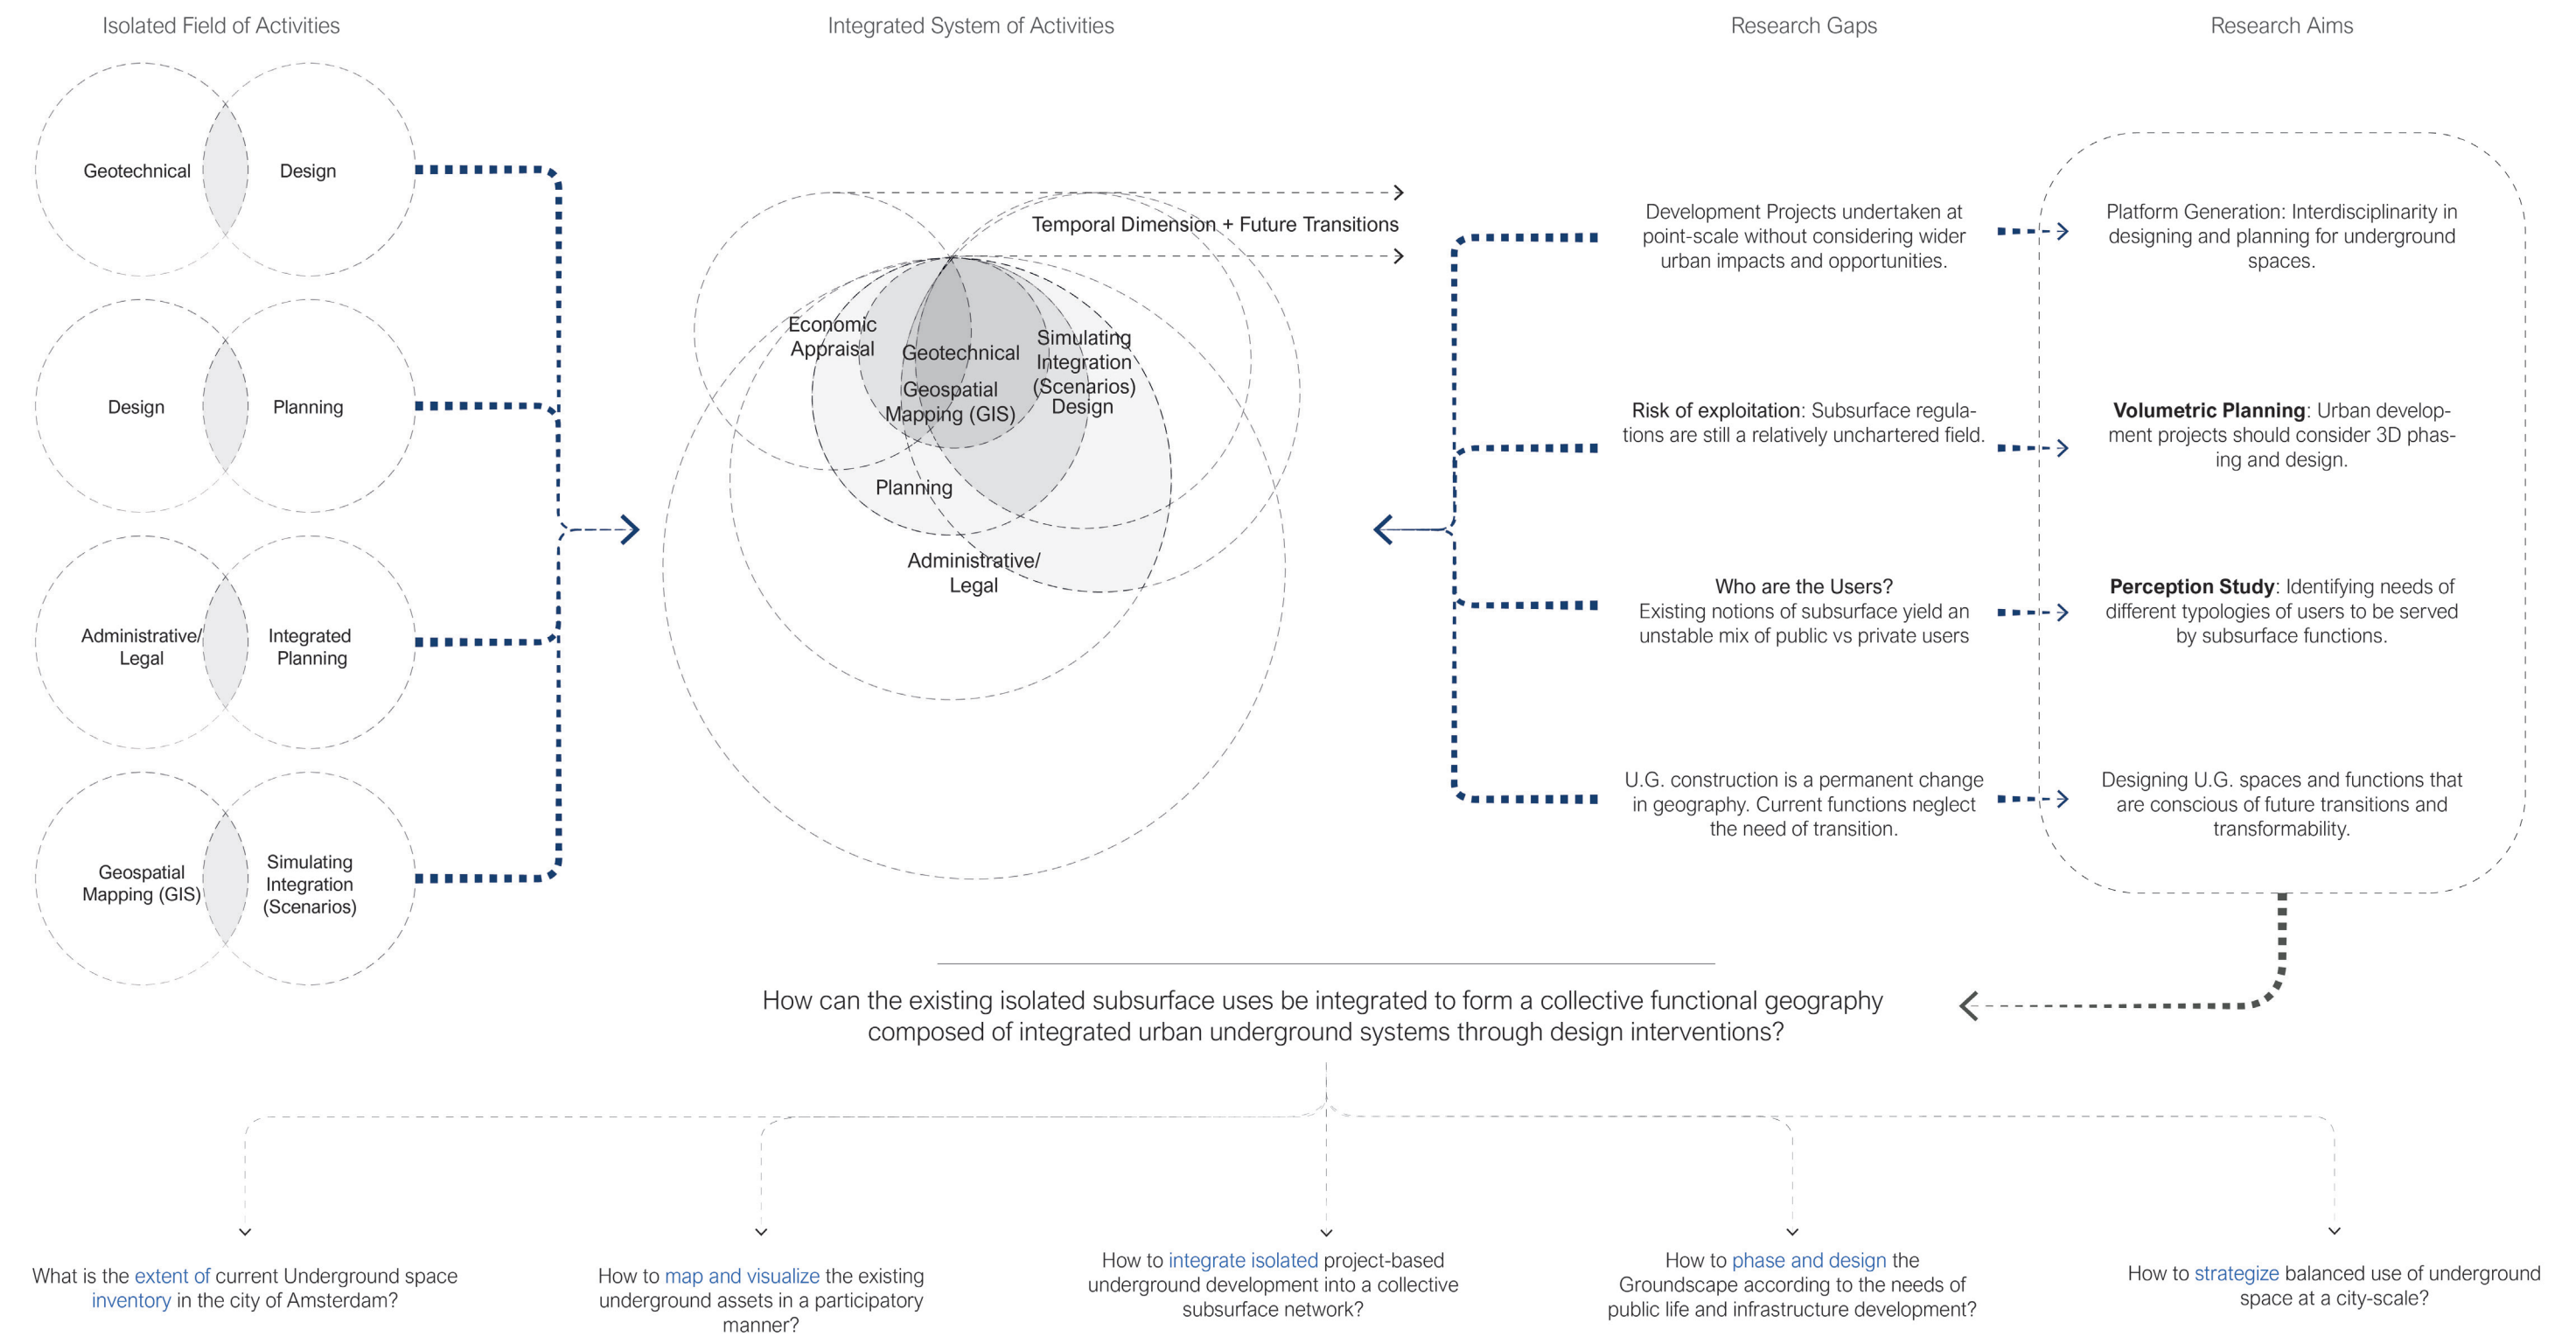 Isolated Field of Activities
Integrated System of Activities
Research Gaps
Research Aims
Geotechnical
Design
Design
Planning
Administrative/
Legal
Integrated
Planning
Geospatial
Mapping (GIS)
Simulating
Integration
(Scenarios)
Temporal Dimension + Future Transitions
Economic
Appraisal
Geotechnical
Geospatial
Mapping (GIS)
Simulating
Integration
(Scenarios)
Design
Planning
Administrative/
Legal
Development Projects undertaken at
point-scale without considering wider
urban impacts and opportunities.
Platform Generation: Interdisciplinarity in
designing and planning for underground
spaces.
Risk of exploitation: Subsurface regula-
tions are still a relatively unchartered field.
Volumetric Planning: Urban develop-
ment projects should consider 3D phas-
ing and design.
Who are the Users?
Existing notions of subsurface yield an
unstable mix of public vs private users
Perception Study: Identifying needs of
different typologies of users to be served
by subsurface functions.
U.G. construction is a permanent change
in geography. Current functions neglect
the need of transition.
Designing U.G. spaces and functions that
are conscious of future transitions and
transformability.
How can the existing isolated subsurface uses be integrated to form a collective functional geography
composed of integrated urban underground systems through design interventions?
What is the extent of current Underground space
inventory in the city of Amsterdam?
How to map and visualize the existing
underground assets in a participatory
manner?
How to integrate isolated project-based
underground development into a collective
subsurface network?
How to phase and design the
Groundscape according to the needs of
public life and infrastructure development?
How to strategize balanced use of underground
space at a city-scale?